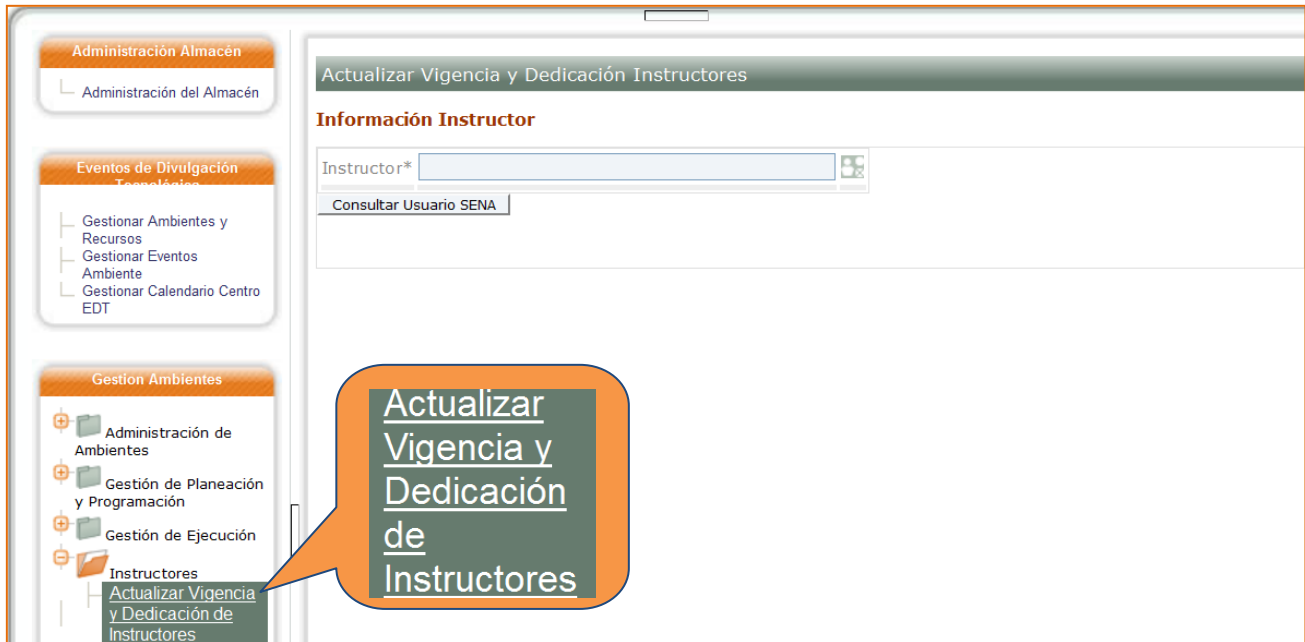 Administración Almacén
Administración del Almacén
Eventos de Divulgación
Tecnológica
Gestionar Ambientes y
Recursos
Gestionar Eventos
Ambiente
Gestionar Calendario Centro
EDT
Gestion Ambientes
Administración de
Ambientes
Gestión de Planeación
y Programación
Gestión de Ejecución
Instructores
Actualizar Vigencia
y Dedicación de
Instructores
Actualizar Vigencia y Dedicación Instructores
Información Instructor
Instructor*
Consultar Usuario SENA
Actualizar
Vigencia y
Dedicación
de
Instructores